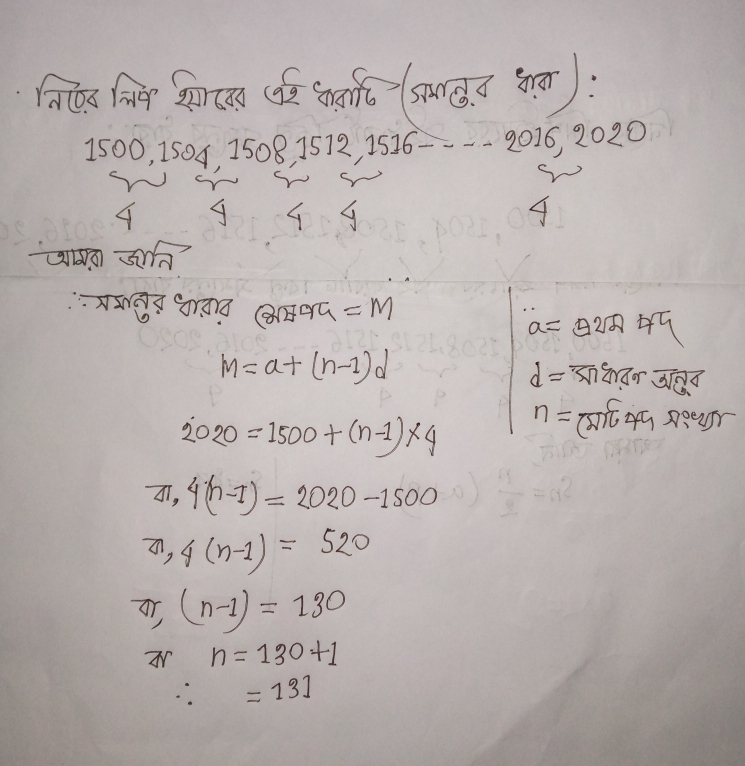 নিচের লিপ ইয়ারের এই ধারাটি (সমান্তর ধারা):
1500, 1504, 1508, 1512, 1516---- 2016, 2020
4 4 4 4 4
আমরা জানি
∴ সমান্তর ধারার শেষপদ = M
M = a + (n-1)d
2020 = 1500 + (n-1)×4
বা, 4(n-1) = 2020 - 1500
বা, 4(n-1) = 520
বা, (n-1) = 130
বা n = 130+1
∴ = 131
a = প্রথম পদ
d = সাধারণ অন্তর
n = মোট পদ সংখ্যা